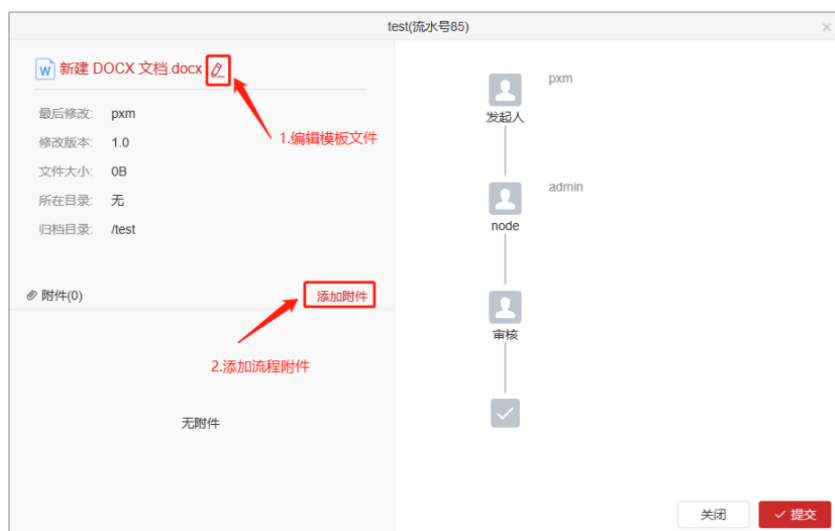 test(流水号85)
新建 DOCX 文档.docx
最后修改: pxm
1.编辑模板文件
修改版本: 1.0
文件大小: 0B
所在目录: 无
归档目录: /test
附件(0)
添加附件
2.添加流程附件
无附件
pxm
发起人
admin
node
审核
关闭
提交